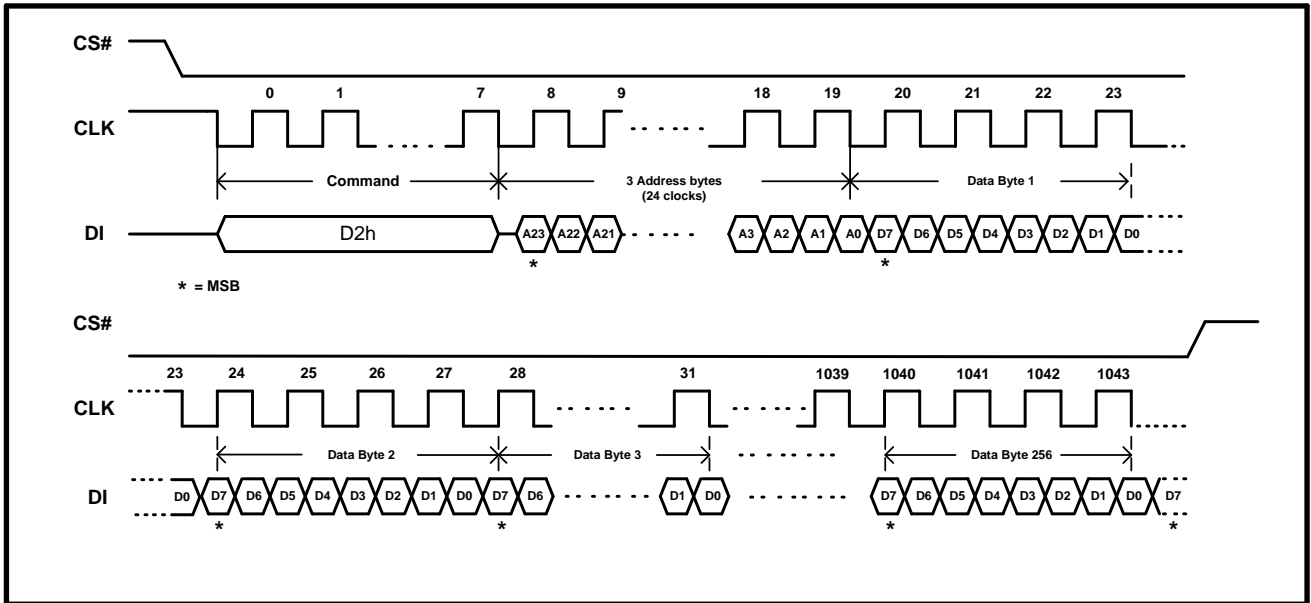 CS#
0 1 7 8 9 18 19 20 21 22 23
CLK
Command 3 Address bytes (24 clocks) Data Byte 1
DI D2h A23 A22 A21 A3 A2 A1 A0 D7 D6 D5 D4 D3 D2 D1 D0
* *
* = MSB
CS#
23 24 25 26 27 28 31 1039 1040 1041 1042 1043
CLK
Data Byte 2 Data Byte 3 Data Byte 256
DI D0 D7 D6 D5 D4 D3 D2 D1 D0 D7 D6 D1 D0 D7 D6 D5 D4 D3 D2 D1 D0 D7
* * * *